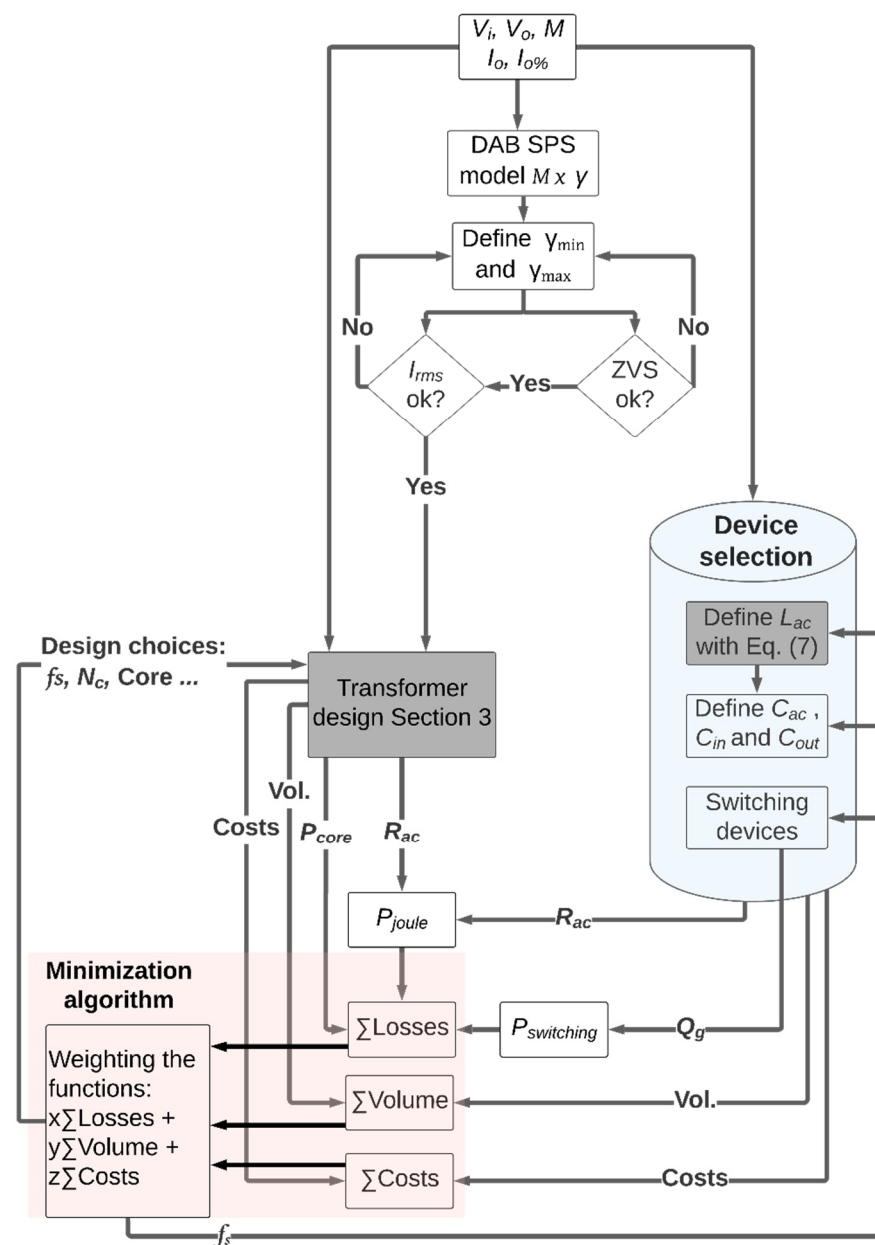 Vi, Vo, M
Io, Io%
DAB SPS
model M x y
Define γmin
and γmax
No
No
Irms
ok?
Yes
ZVS
ok?
Yes
Device
selection
Define Lac
with Eq. (7)
Design choices:
fs, Nc, Core ...
Transformer
design Section 3
Define Cac ,
Cin and Cout
Vol.
Switching
devices
Costs
Pcore
Rac
Pjoule
Rac
Minimization
algorithm
∑Losses
Pswitching
Qg
Weighting the
functions:
x∑Losses +
y∑Volume +
z∑Costs
∑Volume
Vol.
∑Costs
Costs
fs